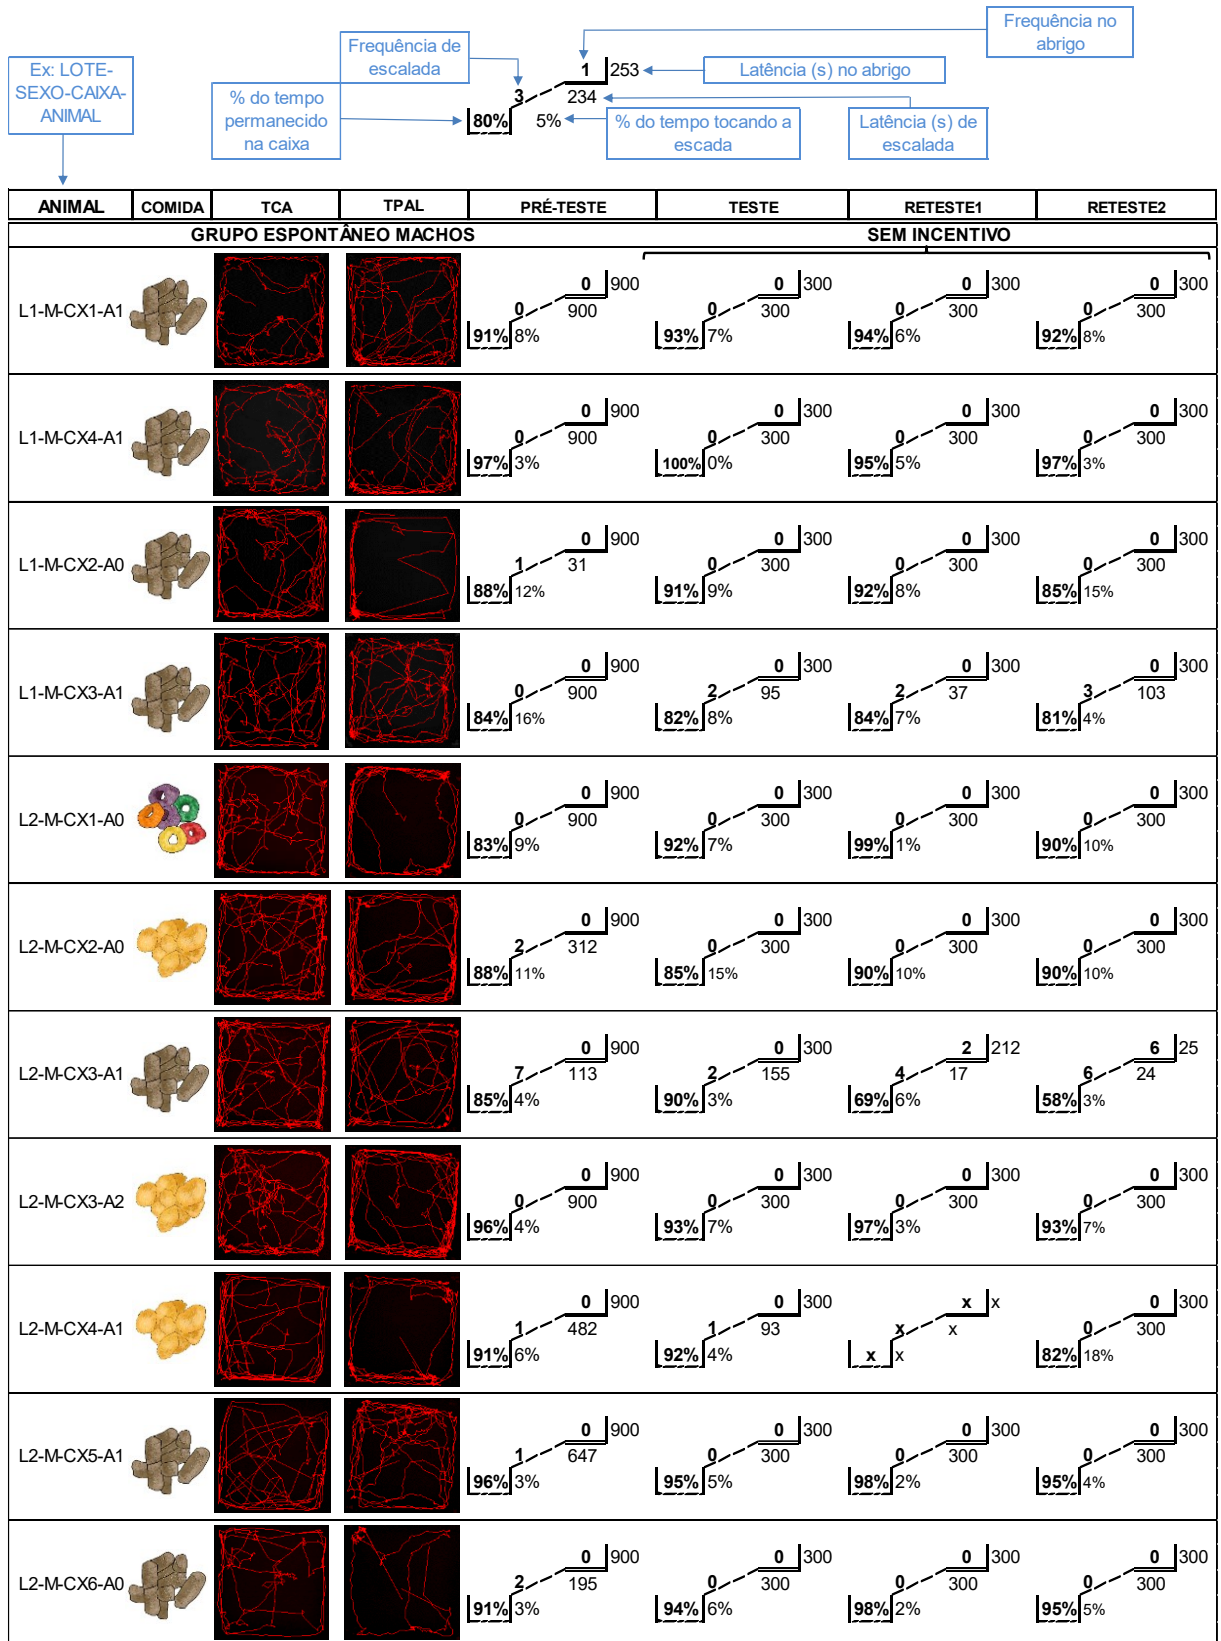 Frequência no
abrigo
Frequência de
escalada
1 253
Latência (s) no abrigo
Ex: LOTE-
SEXO-CAIXA-
ANIMAL
3 234
% do tempo
permanecido
na caixa
80% 5%
% do tempo tocando a
escada
Latência (s) de
escalada
ANIMAL COMIDA TCA TPAL PRÉ-TESTE TESTE RETESTE1 RETESTE2
GRUPO ESPONTÂNEO MACHOS SEM INCENTIVO
0 900 0 300 0 300 0 300
L1-M-CX1-A1 0 900 0 300 0 300 0 300
91% 8% 93% 7% 94% 6% 92% 8%
0 900 0 300 0 300 0 300
L1-M-CX4-A1 0 900 0 300 0 300 0 300
97% 3% 100% 0% 95% 5% 97% 3%
0 900 0 300 0 300 0 300
L1-M-CX2-A0 1 31 0 300 0 300 0 300
88% 12% 91% 9% 92% 8% 85% 15%
0 900 0 300 0 300 0 300
L1-M-CX3-A1 0 900 2 95 2 37 3 103
84% 16% 82% 8% 84% 7% 81% 4%
0 900 0 300 0 300 0 300
L2-M-CX1-A0 0 900 0 300 0 300 0 300
83% 9% 92% 7% 99% 1% 90% 10%
0 900 0 300 0 300 0 300
L2-M-CX2-A0 2 312 0 300 0 300 0 300
88% 11% 85% 15% 90% 10% 90% 10%
0 900 0 300 2 212 6 25
L2-M-CX3-A1 7 113 2 155 4 17 6 24
85% 4% 90% 3% 69% 6% 58% 3%
0 900 0 300 0 300 0 300
L2-M-CX3-A2 0 900 0 300 0 300 0 300
96% 4% 93% 7% 97% 3% 93% 7%
0 900 0 300 x x 0 300
L2-M-CX4-A1 1 482 1 93 x x 0 300
91% 6% 92% 4% x x 82% 18%
0 900 0 300 0 300 0 300
L2-M-CX5-A1 1 647 0 300 0 300 0 300
96% 3% 95% 5% 98% 2% 95% 4%
0 900 0 300 0 300 0 300
L2-M-CX6-A0 2 195 0 300 0 300 0 300
91% 3% 94% 6% 98% 2% 95% 5%